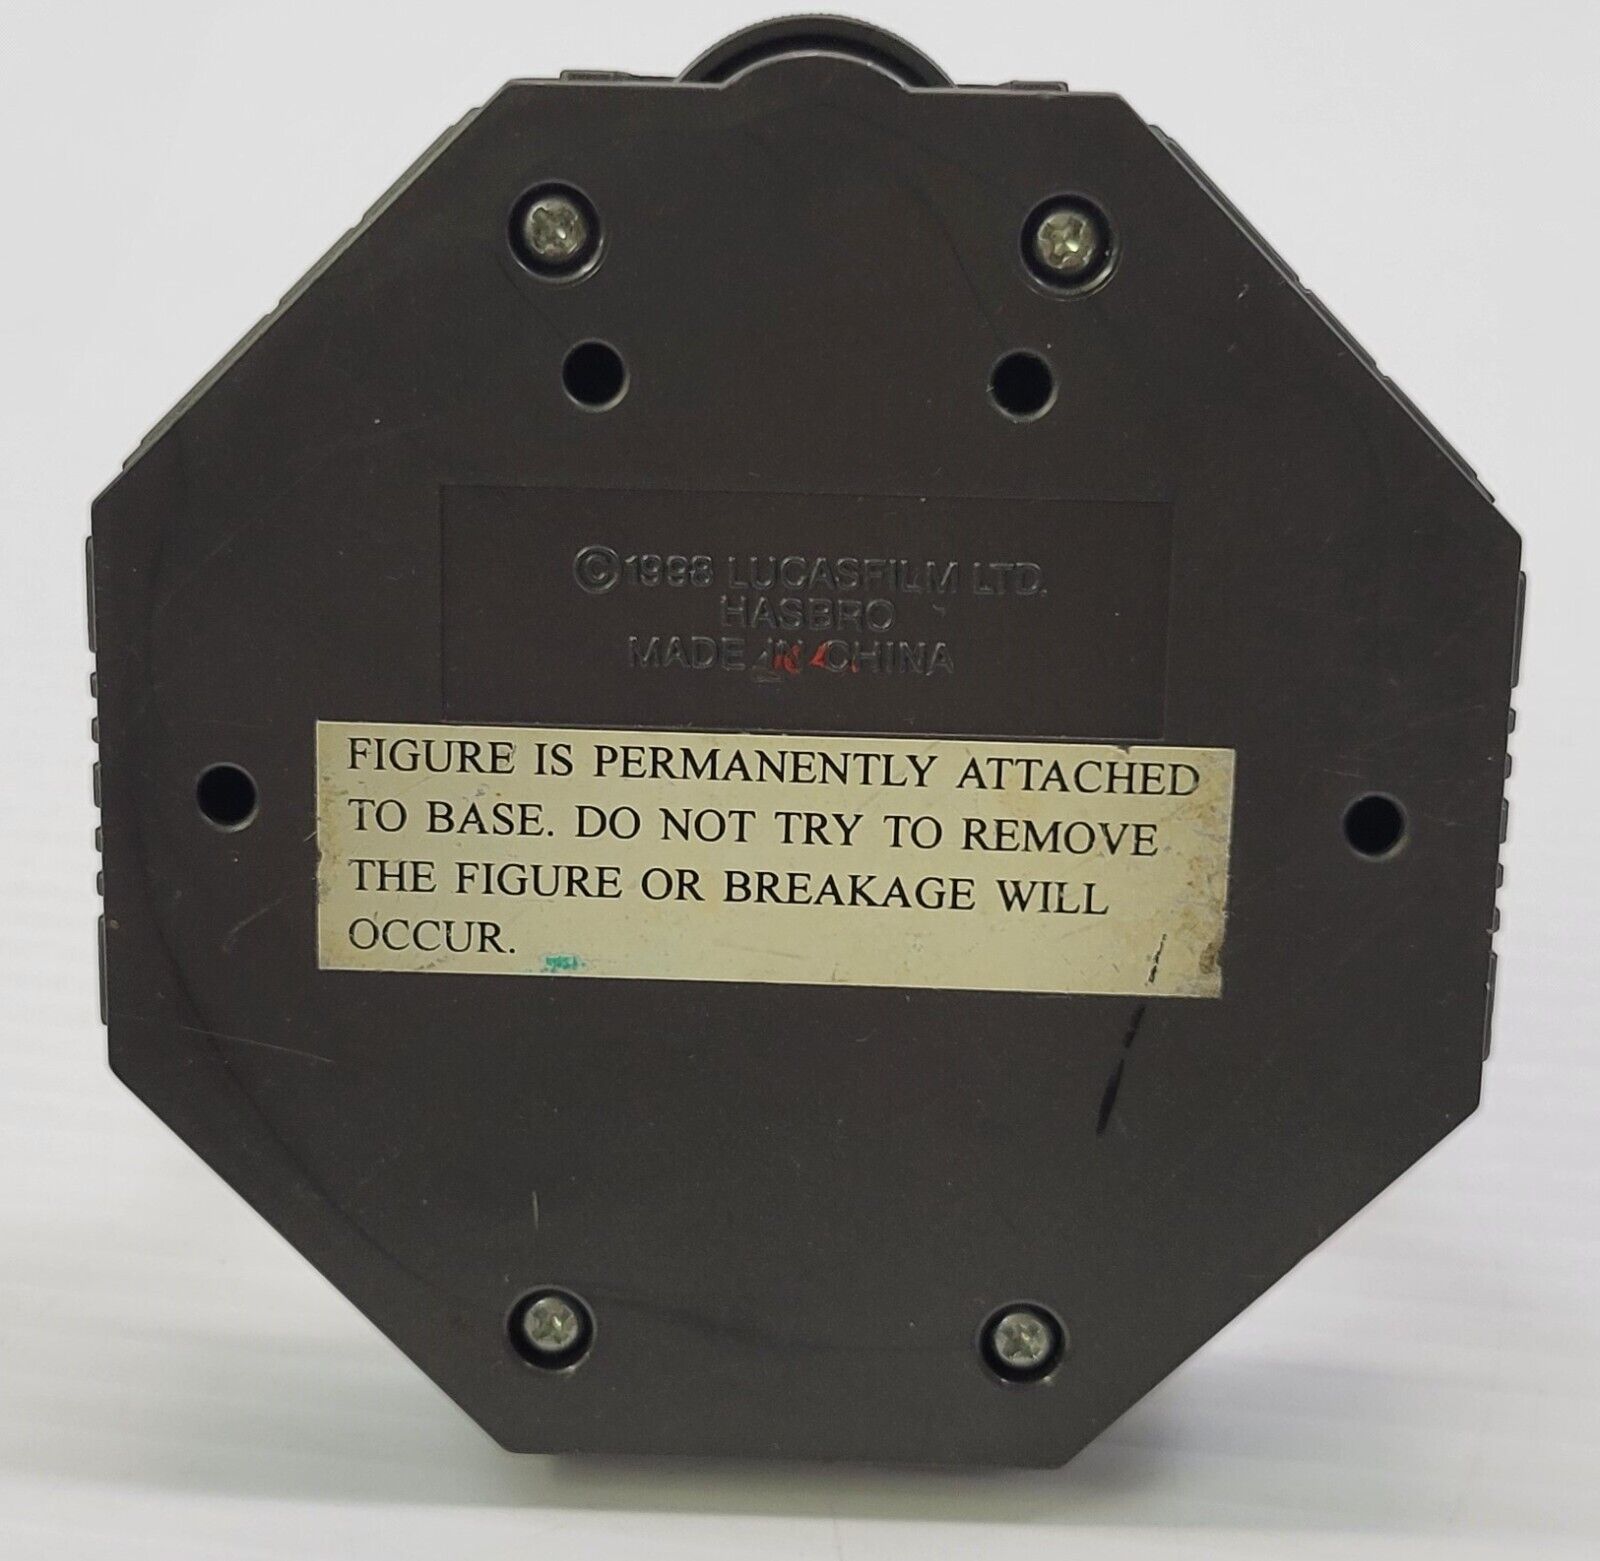 ©1998 LUCASFILM LTD.
HASBRO
MADE IN CHINA
FIGURE IS PERMANENTLY ATTACHED
TO BASE. DO NOT TRY TO REMOVE
THE FIGURE OR BREAKAGE WILL
OCCUR.